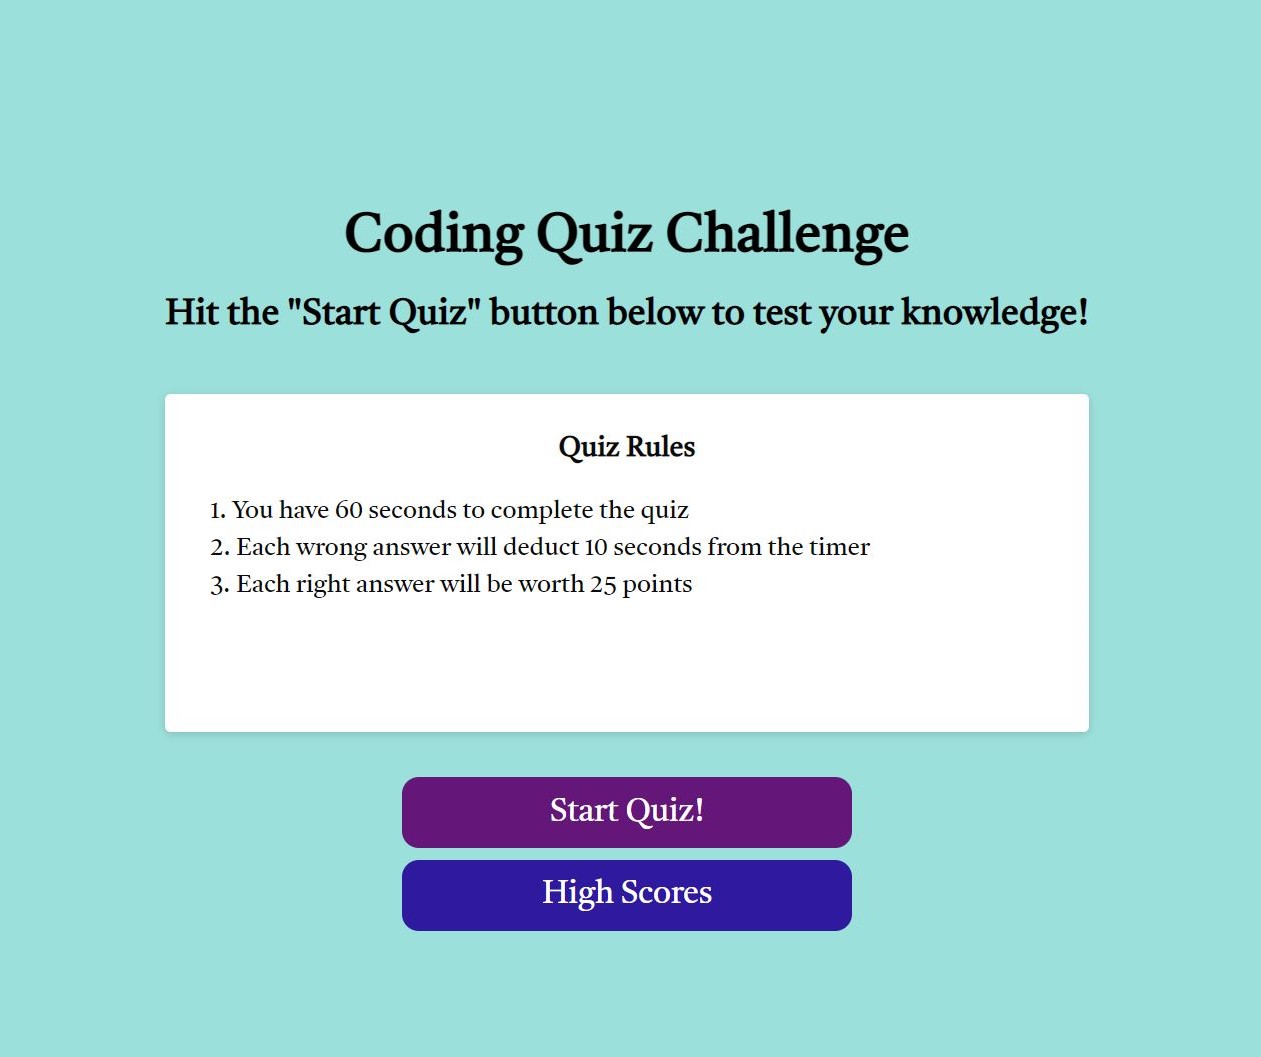 Coding Quiz Challenge
Hit the "Start Quiz" button below to test your knowledge!
Quiz Rules
1. You have 60 seconds to complete the quiz
2. Each wrong answer will deduct 10 seconds from the timer
3. Each right answer will be worth 25 points
Start Quiz!
High Scores